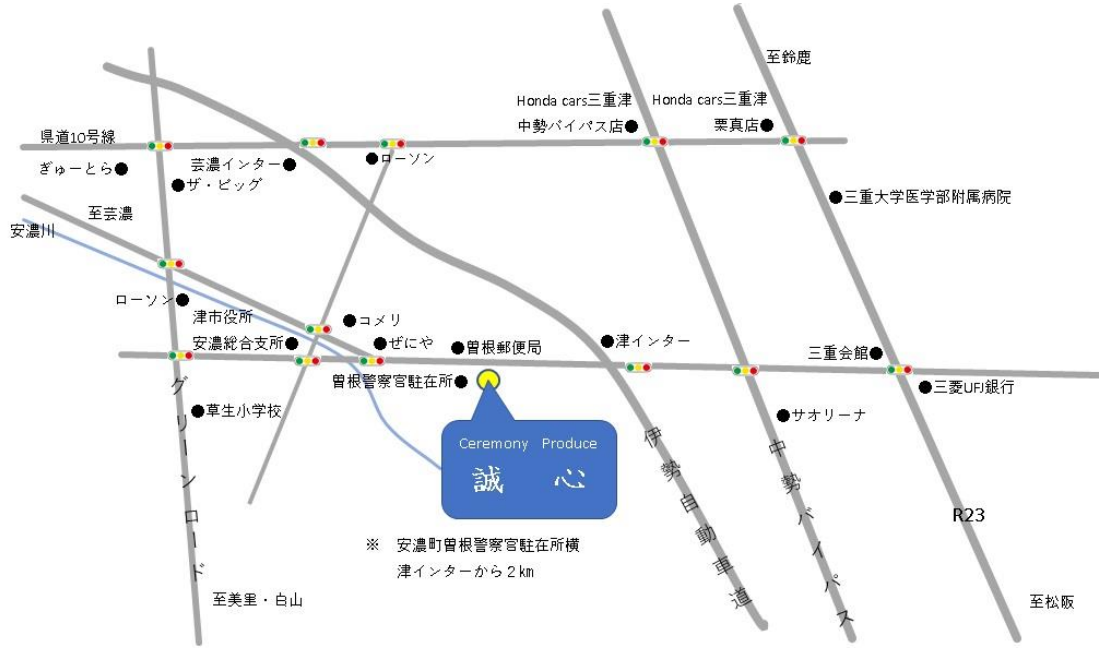 至鈴鹿
Honda cars三重津
中勢バイパス店
Honda cars三重津
栗真店
県道10号線
ぎゅーとら
芸濃インター
ローソン
ザ・ビッグ
三重大学医学部附属病院
至芸濃
安濃川
ローソン
津市役所
安濃総合支所
コメリ
ぜにや
曽根郵便局
津インター
三重会館
曽根警察官駐在所
三菱UFJ銀行
草生小学校
サオリーナ
グリーンロード
Ceremony Produce
誠 心
伊勢自動車道
中勢バイパス
R23
※ 安濃町曽根警察官駐在所横
津インターから2km
至美里・白山
至松阪